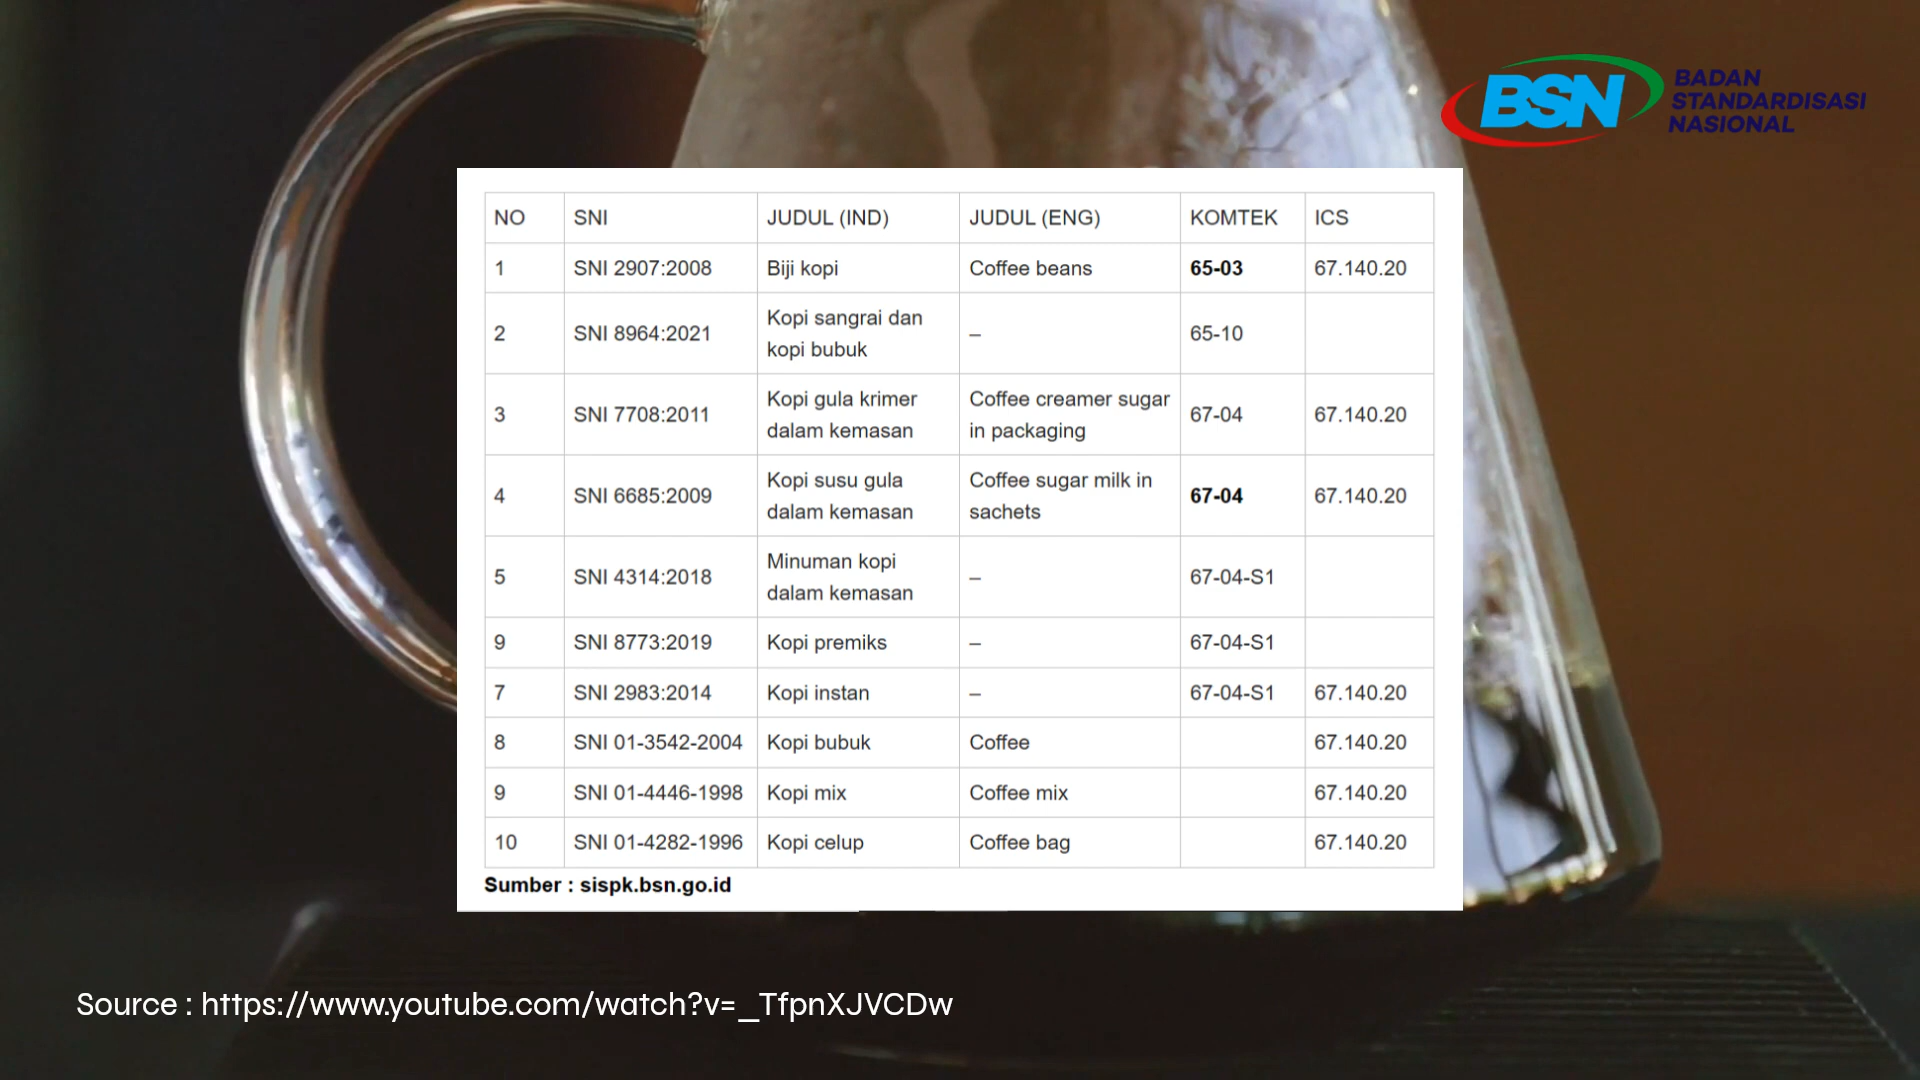 BSN
BADAN
STANDARDISASI
NASIONAL
NO SNI JUDUL (IND) JUDUL (ENG) KOMTEK ICS
1 SNI 2907:2008 Biji kopi Coffee beans 65-03 67.140.20
2 SNI 8964:2021 Kopi sangrai dan kopi bubuk – 65-10
3 SNI 7708:2011 Kopi gula krimer dalam kemasan Coffee creamer sugar in packaging 67-04 67.140.20
4 SNI 6685:2009 Kopi susu gula dalam kemasan Coffee sugar milk in sachets 67-04 67.140.20
5 SNI 4314:2018 Minuman kopi dalam kemasan – 67-04-S1
9 SNI 8773:2019 Kopi premiks – 67-04-S1
7 SNI 2983:2014 Kopi instan – 67-04-S1 67.140.20
8 SNI 01-3542-2004 Kopi bubuk Coffee 67.140.20
9 SNI 01-4446-1998 Kopi mix Coffee mix 67.140.20
10 SNI 01-4282-1996 Kopi celup Coffee bag 67.140.20
Sumber : sispk.bsn.go.id
Source : https://www.youtube.com/watch?v=_TfpnXJVCDw